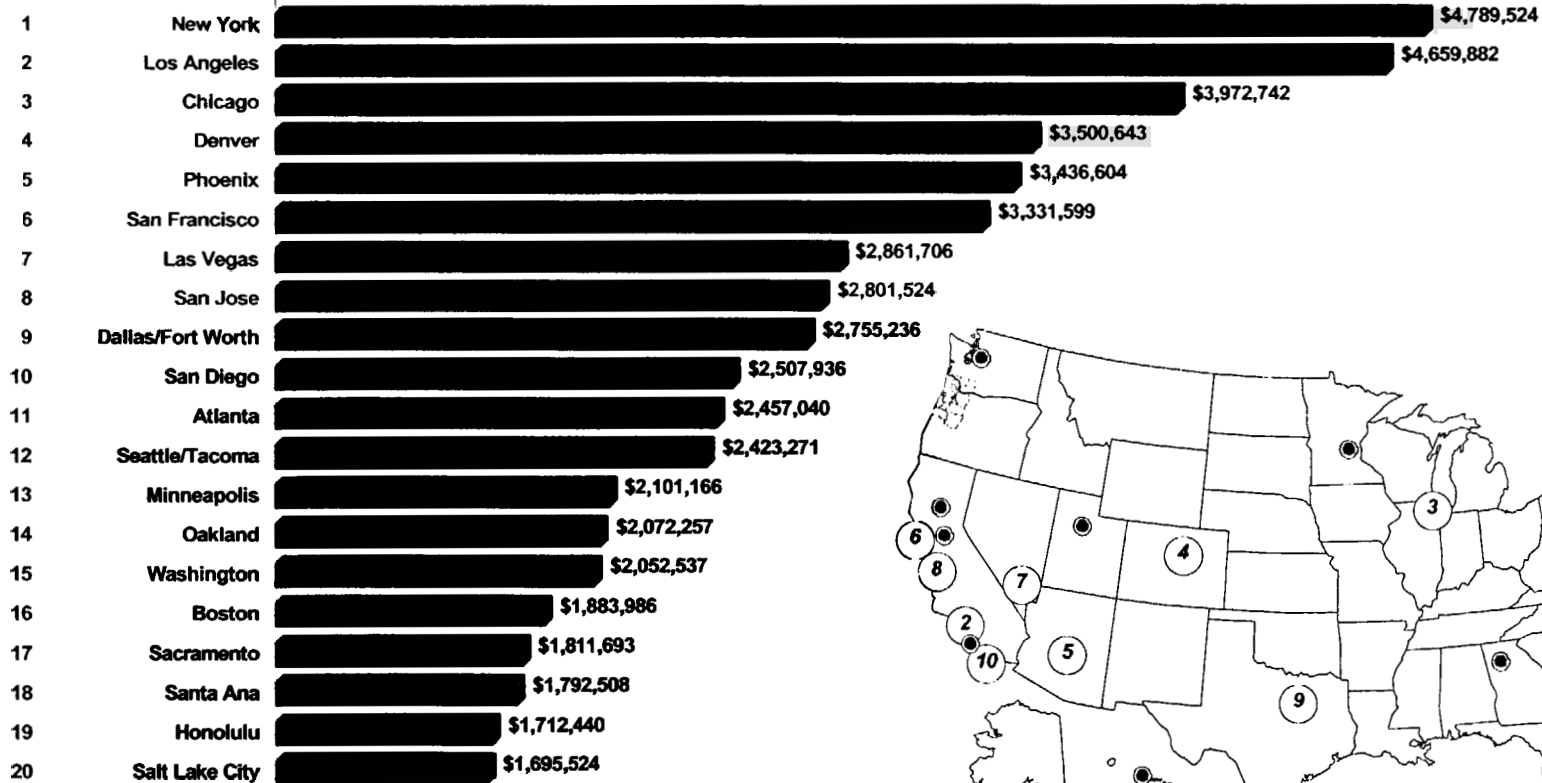 1 New York $4,789,524
2 Los Angeles $4,659,882
3 Chicago $3,972,742
4 Denver $3,500,643
5 Phoenix $3,436,604
6 San Francisco $3,331,599
7 Las Vegas $2,861,706
8 San Jose $2,801,524
9 Dallas/Fort Worth $2,755,236
10 San Diego $2,507,936
11 Atlanta $2,457,040
12 Seattle/Tacoma $2,423,271
13 Minneapolis $2,101,166
14 Oakland $2,072,257
15 Washington $2,052,537
16 Boston $1,883,986
17 Sacramento $1,811,693
18 Santa Ana $1,792,508
19 Honolulu $1,712,440
20 Salt Lake City $1,695,524
3
6
4
8
7
2
5
10
9